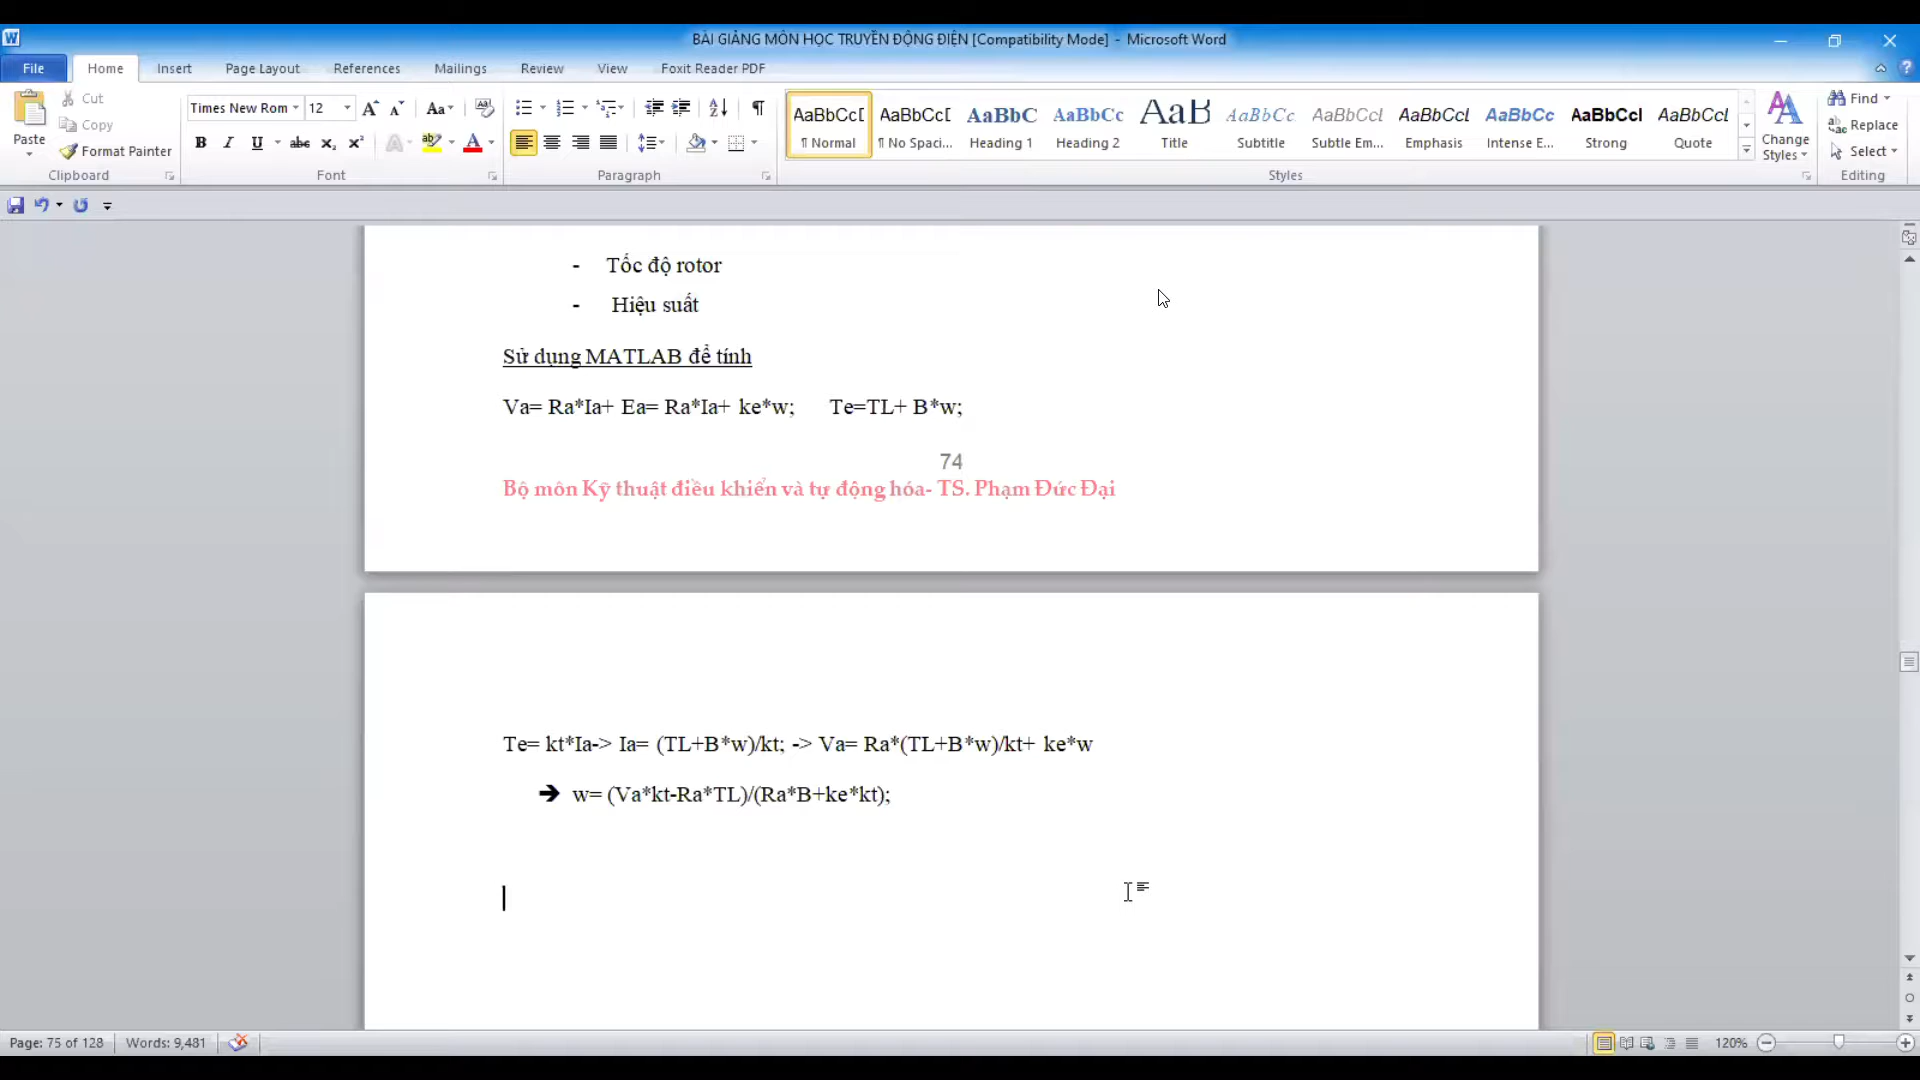 BÀI GIẢNG MÔN HỌC TRUYỀN ĐỘNG ĐIỆN [Compatibility Mode] - Microsoft Word
File Home Insert Page Layout References Mailings Review View Foxit Reader PDF
Paste
Cut
Copy
Format Painter
Clipboard
Times New Rom 12
Font
Paragraph
AaBbCcD AaBbCcD AaBbC AaBbCc AaB AaBbCc AaBbCcl AaBbCcl AaBbCc AaBbCcl AaBbCcl
¶ Normal ¶ No Spaci... Heading 1 Heading 2 Title Subtitle Subtle Em... Emphasis Intense E... Strong Quote
Styles
Change
Styles
Find
Replace
Select
Editing
- Tốc độ rotor
- Hiệu suất
Sử dụng MATLAB để tính
Va= Ra*Ia+ Ea= Ra*Ia+ ke*w; Te=TL+ B*w;
74
Bộ môn Kỹ thuật điều khiển và tự động hóa- TS. Phạm Đức Đại
Te= kt*Ia-> Ia= (TL+B*w)/kt; -> Va= Ra*(TL+B*w)/kt+ ke*w
➔ w= (Va*kt-Ra*TL)/(Ra*B+ke*kt);
Page: 75 of 128 Words: 9,481 120%